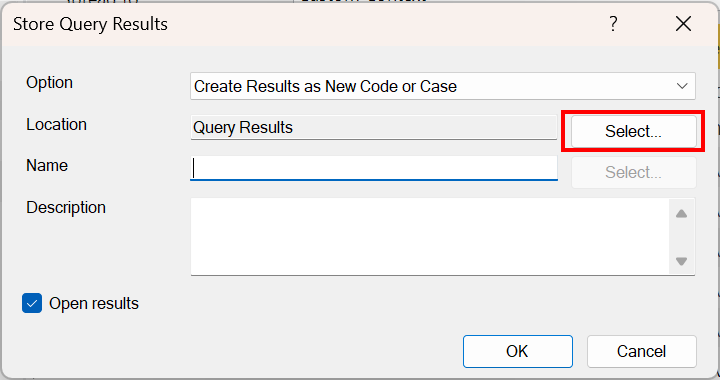 Store Query Results ?
Option Create Results as New Code or Case
Location Query Results Select...
Name Select...
Description
Open results
OK Cancel